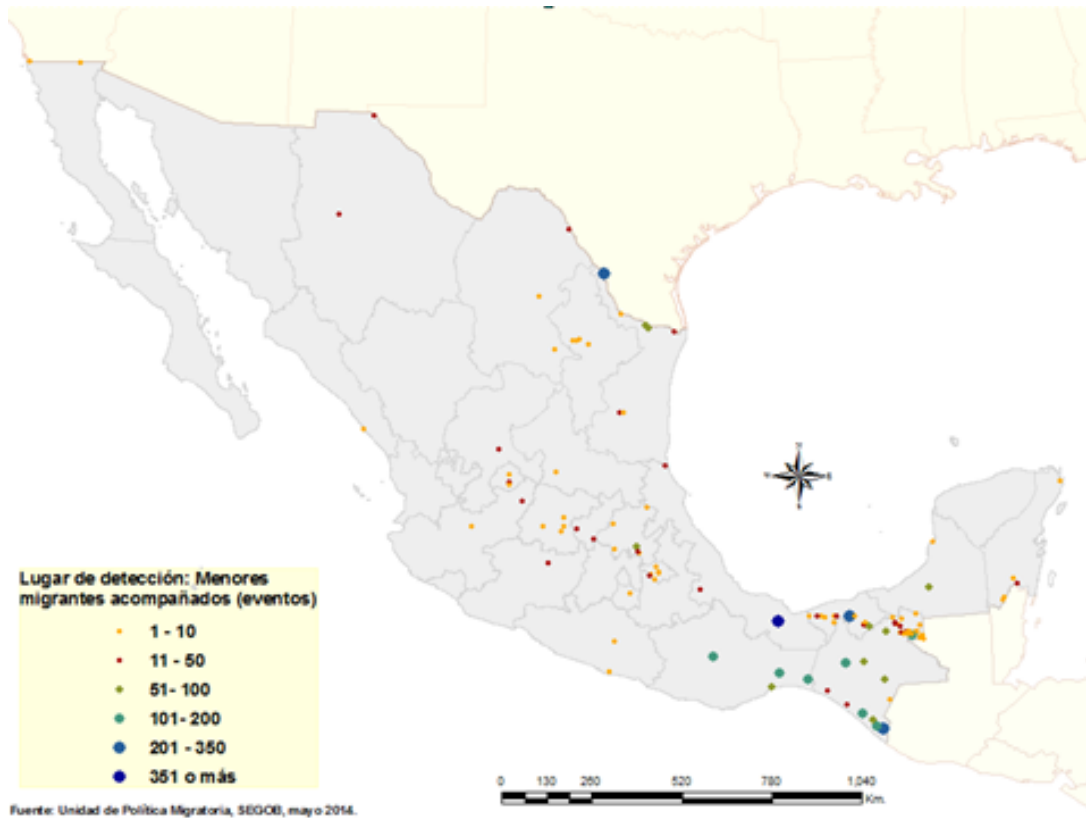 Lugar de detección: Menores
migrantes acompañados (eventos)
1 - 10
11 - 50
51- 100
101- 200
201 - 350
351 o más
0 130 260 520 780 1,040
Km.
Fuente: Unidad de Política Migratoria, SEGOB, mayo 2014.